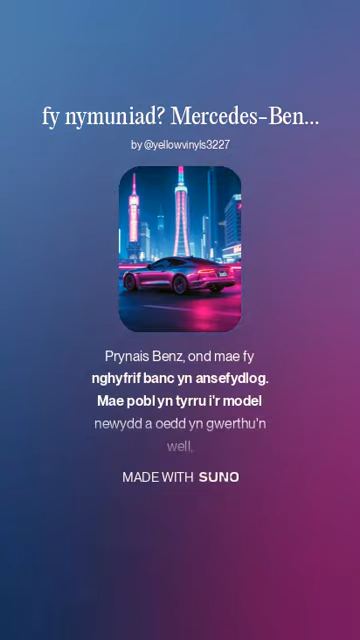 fy nymuniad? Mercedes-Ben...
by @yellowvinyls3227
Prynais Benz, ond mae fy
nghyfrif banc yn ansefydlog.
Mae pobl yn tyrru i'r model
newydd a oedd yn gwerthu'n
well,
MADE WITH SUNO